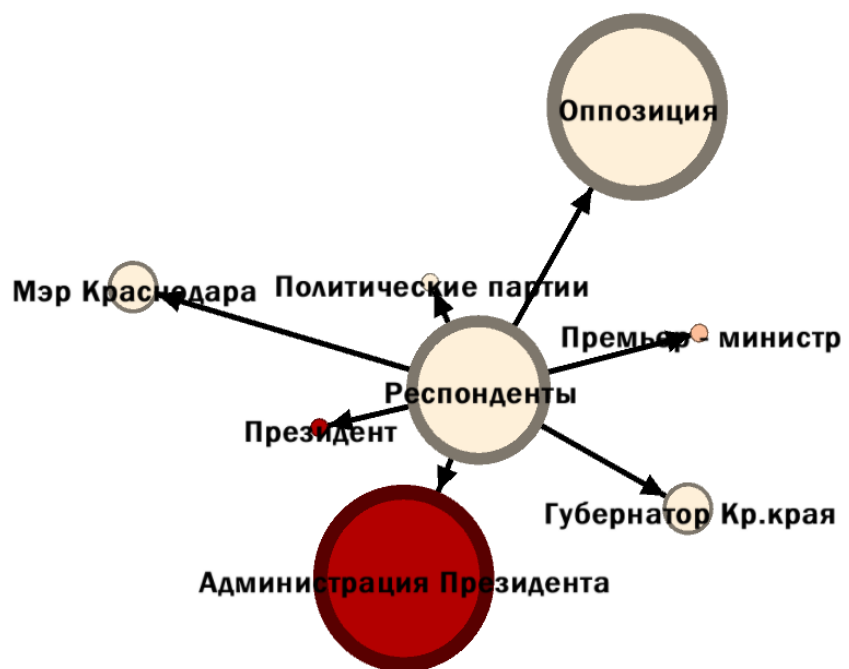 Оппозиция
Политические партии
Мэр Краснодара
Премьер - министр
Респонденты
Президент
Губернатор Кр.края
Администрация Президента